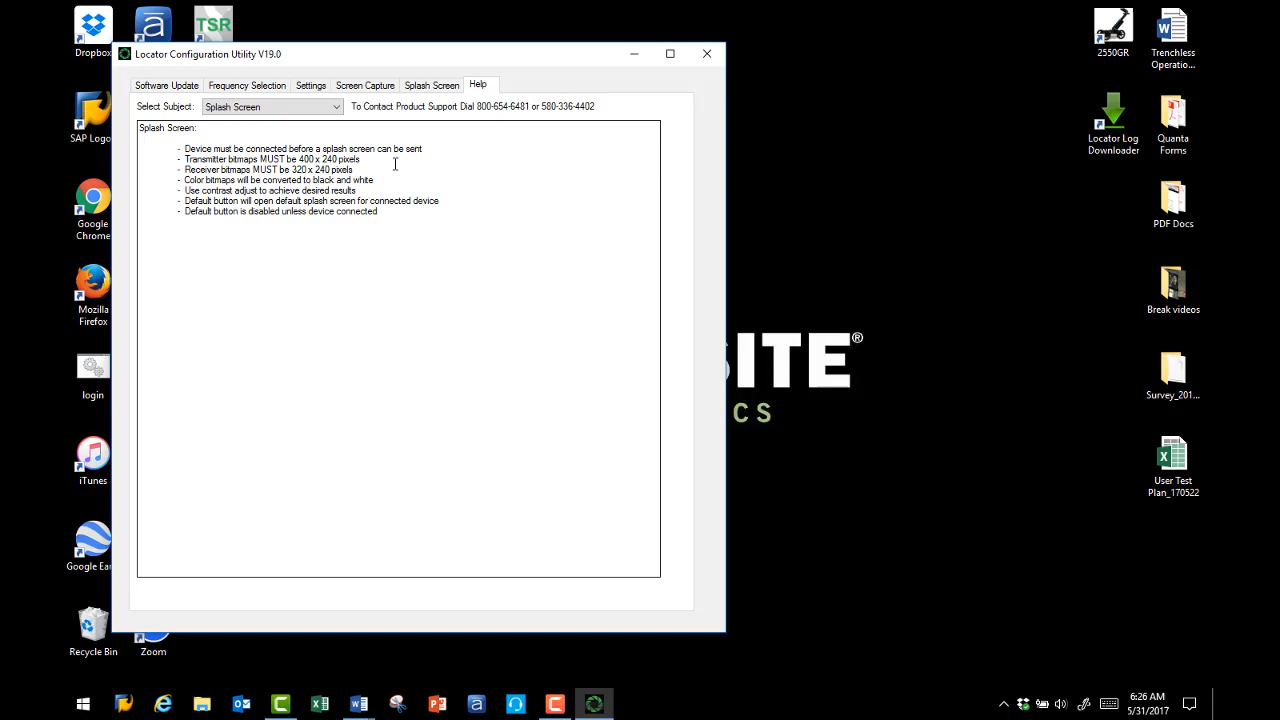 Dropbox
TSR
Locator Configuration Utility V19.0
Software Update
Frequency Selection
Settings
Screen Capture
Splash Screen
Help
Select Subject:
Splash Screen
To Contact Product Support Dial 800-654-6481 or 580-336-4402
Splash Screen:
- Device must be connected before a splash screen can be sent
- Transmitter bitmaps MUST be 400 x 240 pixels
- Receiver bitmaps MUST be 320 x 240 pixels
- Color bitmaps will be converted to black and white
- Use contrast adjust to achieve desired results
- Default button will open default splash screen for connected device
- Default button is disabled unless device connected
SAP Logo
Google
Chrome
Mozilla
Firefox
login
iTunes
Google Ear
Recycle Bin
Zoom
SITE®
CS
2550GR
Trenchless
Operatio...
Locator Log
Downloader
Quanta
Forms
PDF Docs
Break videos
Survey_201...
User Test
Plan_170522
6:26 AM
5/31/2017